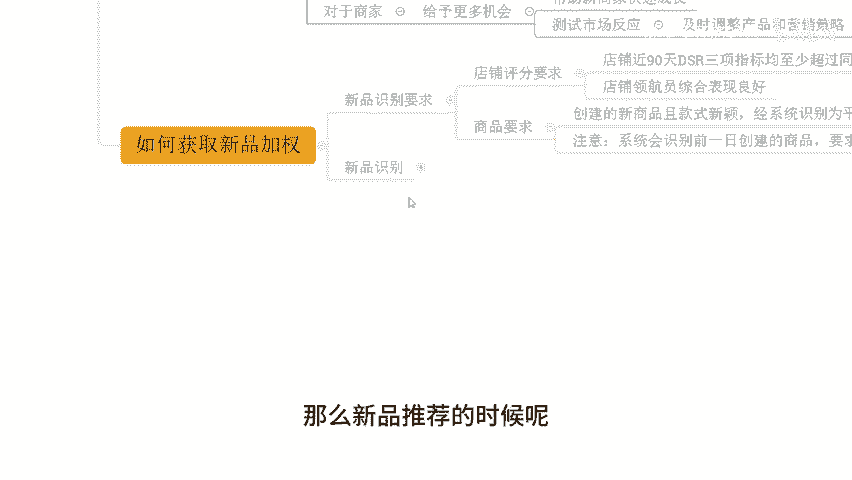 对于商家
给予更多机会
测试市场反应
及时调整产品和营销策略
店铺评分要求
店铺近90天DSR三项指标均至少超过同
店铺领航员综合表现良好
新品识别要求
商品要求
创建的新商品且款式新颖，经系统识别为平
注意：系统会识别前一日创建的商品，要求
如何获取新品加权
新品识别
那么新品推荐的时候呢